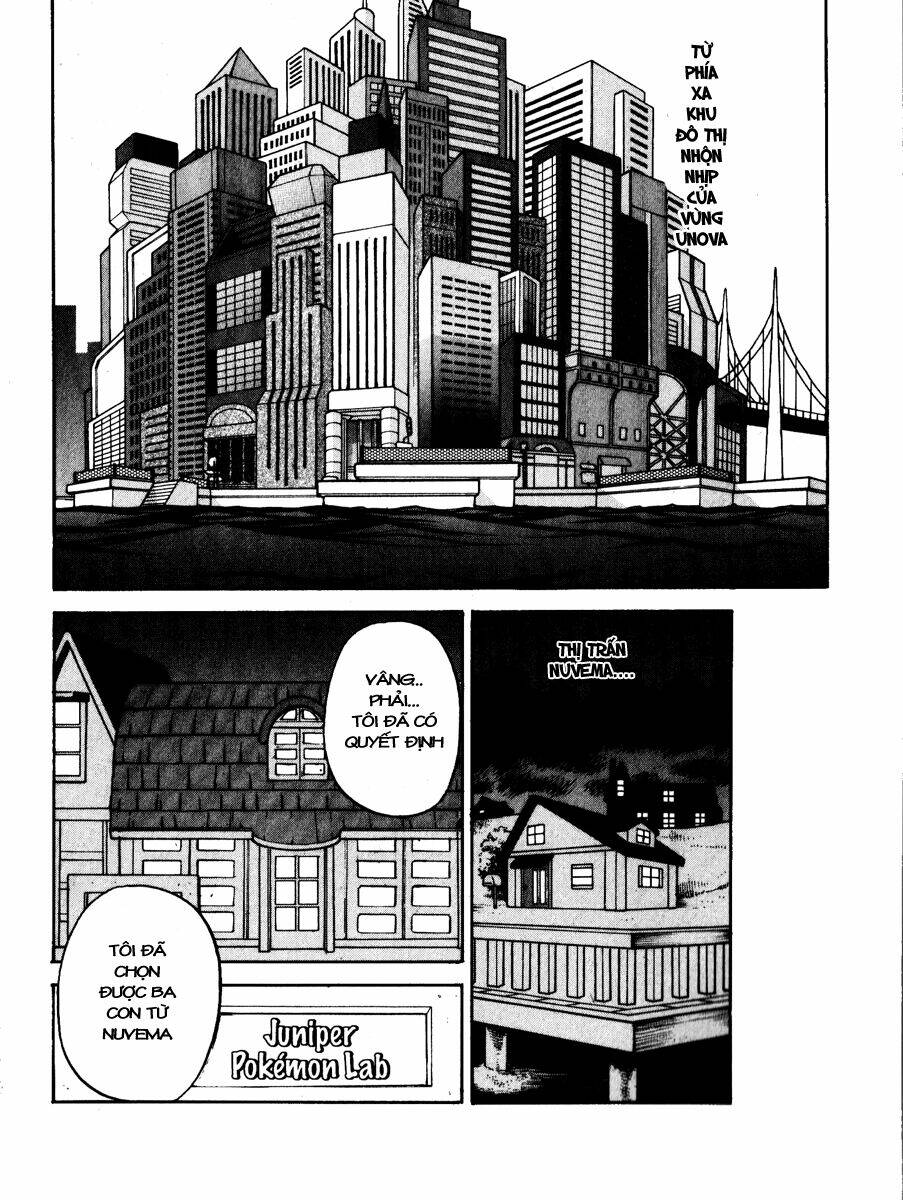 TỪ
PHÍA
XA
KHU
ĐÔ THỊ
NHỘN
NHỊP
CỦA
VÙNG
UNOVA
THỊ TRẤN
NUVEMA....
VÂNG..
PHẢI...
TÔI ĐÃ CÓ
QUYẾT ĐỊNH
TÔI ĐÃ
CHỌN
ĐƯỢC BA
CON TỪ
NUVEMA
Juniper
Pokémon Lab